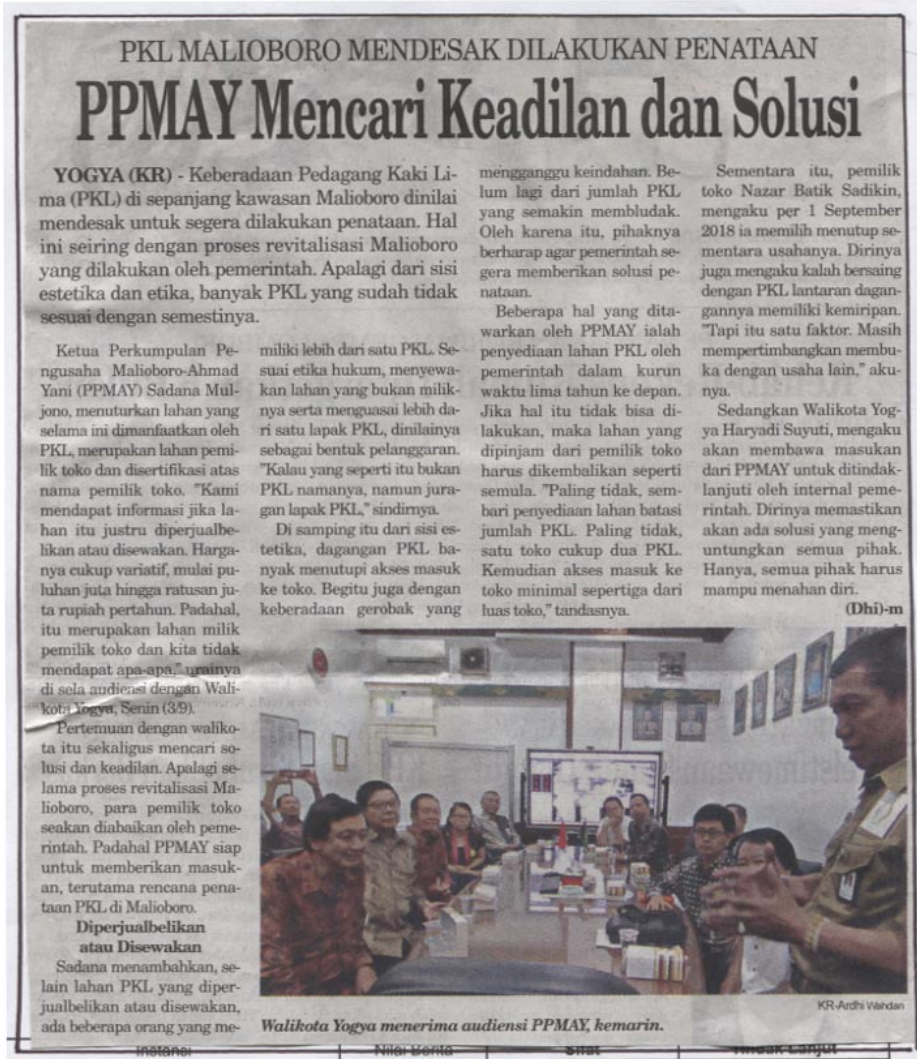 PKL MALIOBORO MENDESAK DILAKUKAN PENATAAN
PPMAY Mencari Keadilan dan Solusi
YOGYA (KR) - Keberadaan Pedagang Kaki Li-
ma (PKL) di sepanjang kawasan Malioboro dinilai
mendesak untuk segera dilakukan penataan. Hal
ini seiring dengan proses revitalisasi Malioboro
yang dilakukan oleh pemerintah. Apalagi dari sisi
estetika dan etika, banyak PKL yang sudah tidak
sesuai dengan semestinya.
Ketua Perkumpulan Pe-
ngusaha Malioboro-Ahmad
Yani (PPMAY) Sadana Mul-
jono, menuturkan lahan yang
selama ini dimanfaatkan oleh
PKL, merupakan lahan pemi-
lik toko dan disertifikasi atas
nama pemilik toko. "Kami
mendapat informasi jika la-
han itu justru diperjualbe-
likan atau disewakan. Harga-
nya cukup variatif, mulai pu-
luhan juta hingga ratusan ju-
ta rupiah pertahun. Padahal,
itu merupakan lahan milik
pemilik toko dan kita tidak
mendapat apa-apa," urainya
di sela audiensi dengan Wali-
kota Yogya, Senin (3/9).
Pertemuan dengan waliko-
ta itu sekaligus mencari so-
lusi dan keadilan. Apalagi se-
lama proses revitalisasi Ma-
lioboro, para pemilik toko
seakan diabaikan oleh peme-
rintah. Padahal PPMAY siap
untuk memberikan masuk-
an, terutama rencana pena-
taan PKL di Malioboro.
Diperjualbelikan
atau Disewakan
Sadana menambahkan, se-
lain lahan PKL yang diper-
jualbelikan atau disewakan,
ada beberapa orang yang me-
miliki lebih dari satu PKL. Se-
suai etika hukum, menyewa-
kan lahan yang bukan milik-
nya serta menguasai lebih da-
ri satu lapak PKL, dinilainya
sebagai bentuk pelanggaran.
"Kalau yang seperti itu bukan
PKL namanya, namun jura-
gan lapak PKL," sindirnya.
Di samping itu dari sisi es-
tetika, dagangan PKL ba-
nyak menutupi akses masuk
ke toko. Begitu juga dengan
keberadaan gerobak yang
mengganggu keindahan. Be-
lum lagi dari jumlah PKL
yang semakin membludak.
Oleh karena itu, pihaknya
berharap agar pemerintah se-
gera memberikan solusi pe-
nataan.
Beberapa hal yang dita-
warkan oleh PPMAY ialah
penyediaan lahan PKL oleh
pemerintah dalam kurun
waktu lima tahun ke depan.
Jika hal itu tidak bisa di-
lakukan, maka lahan yang
dipinjam dari pemilik toko
harus dikembalikan seperti
semula. "Paling tidak, sem-
bari penyediaan lahan batasi
jumlah PKL. Paling tidak,
satu toko cukup dua PKL.
Kemudian akses masuk ke
toko minimal sepertiga dari
luas toko," tandasnya.
Sementara itu, pemilik
toko Nazar Batik Sadikin,
mengaku per 1 September
2018 ia memilih menutup se-
mentara usahanya. Dirinya
juga mengaku kalah bersaing
dengan PKL lantaran dagan-
gannya memiliki kemiripan.
"Tapi itu satu faktor. Masih
mempertimbangkan membu-
ka dengan usaha lain," aku-
nya.
Sedangkan Walikota Yog-
ya Haryadi Suyuti, mengaku
akan membawa masukan
dari PPMAY untuk ditindak-
lanjuti oleh internal peme-
rintah. Dirinya memastikan
akan ada solusi yang meng-
untungkan semua pihak.
Hanya, semua pihak harus
mampu menahan diri.
(Dhi)-m
KR-Ardhi Wahdan
Walikota Yogya menerima audiensi PPMAY, kemarin.
Instansi
Nilai Berita
Sifat
Tindak Lanjut